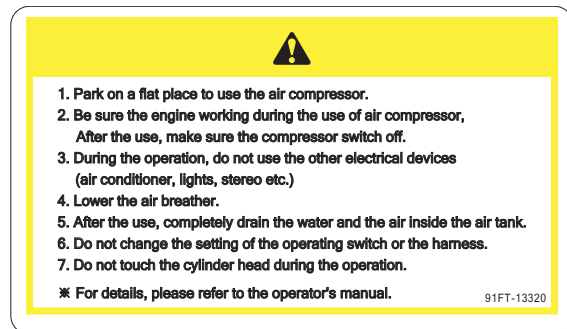 1. Park on a flat place to use the air compressor.
2. Be sure the engine working during the use of air compressor,
After the use, make sure the compressor switch off.
3. During the operation, do not use the other electrical devices
(air conditioner, lights, stereo etc.)
4. Lower the air breather.
5. After the use, completely drain the water and the air inside the air tank.
6. Do not change the setting of the operating switch or the harness.
7. Do not touch the cylinder head during the operation.
※ For details, please refer to the operator's manual.
91FT-13320